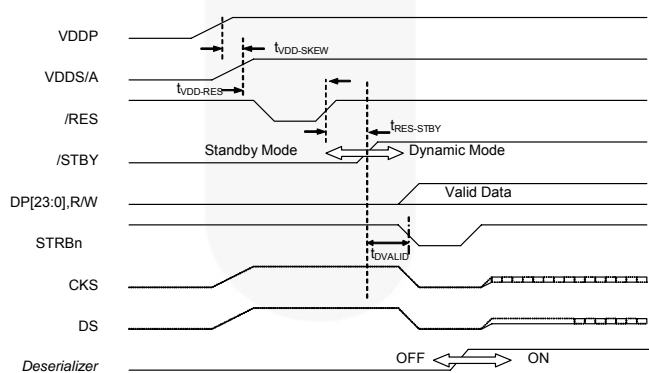 VDDP
tVDD-SKEW
VDDS/A
tVDD-RES
/RES
tRES-STBY
/STBY
Standby Mode
Dynamic Mode
DP[23:0],R/W
Valid Data
STRBn
tDVALID
CKS
DS
Deserializer
OFF
ON